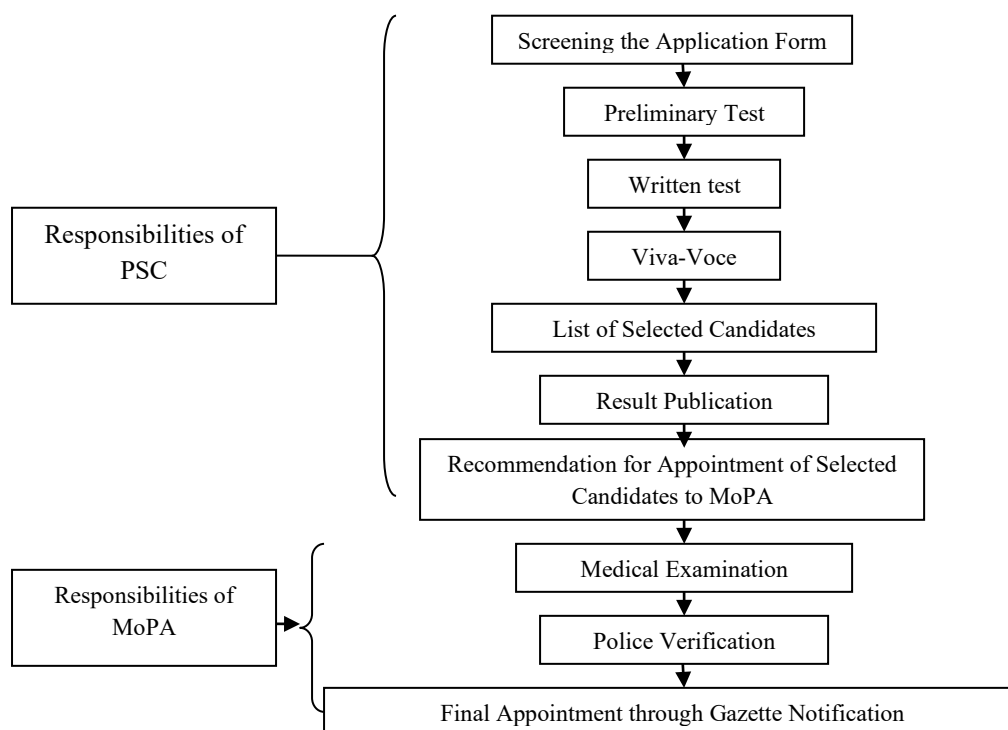 Screening the Application Form
Preliminary Test
Written test
Viva-Voce
List of Selected Candidates
Result Publication
Recommendation for Appointment of Selected
Candidates to MoPA
Responsibilities of
PSC
Medical Examination
Police Verification
Final Appointment through Gazette Notification
Responsibilities of
MoPA